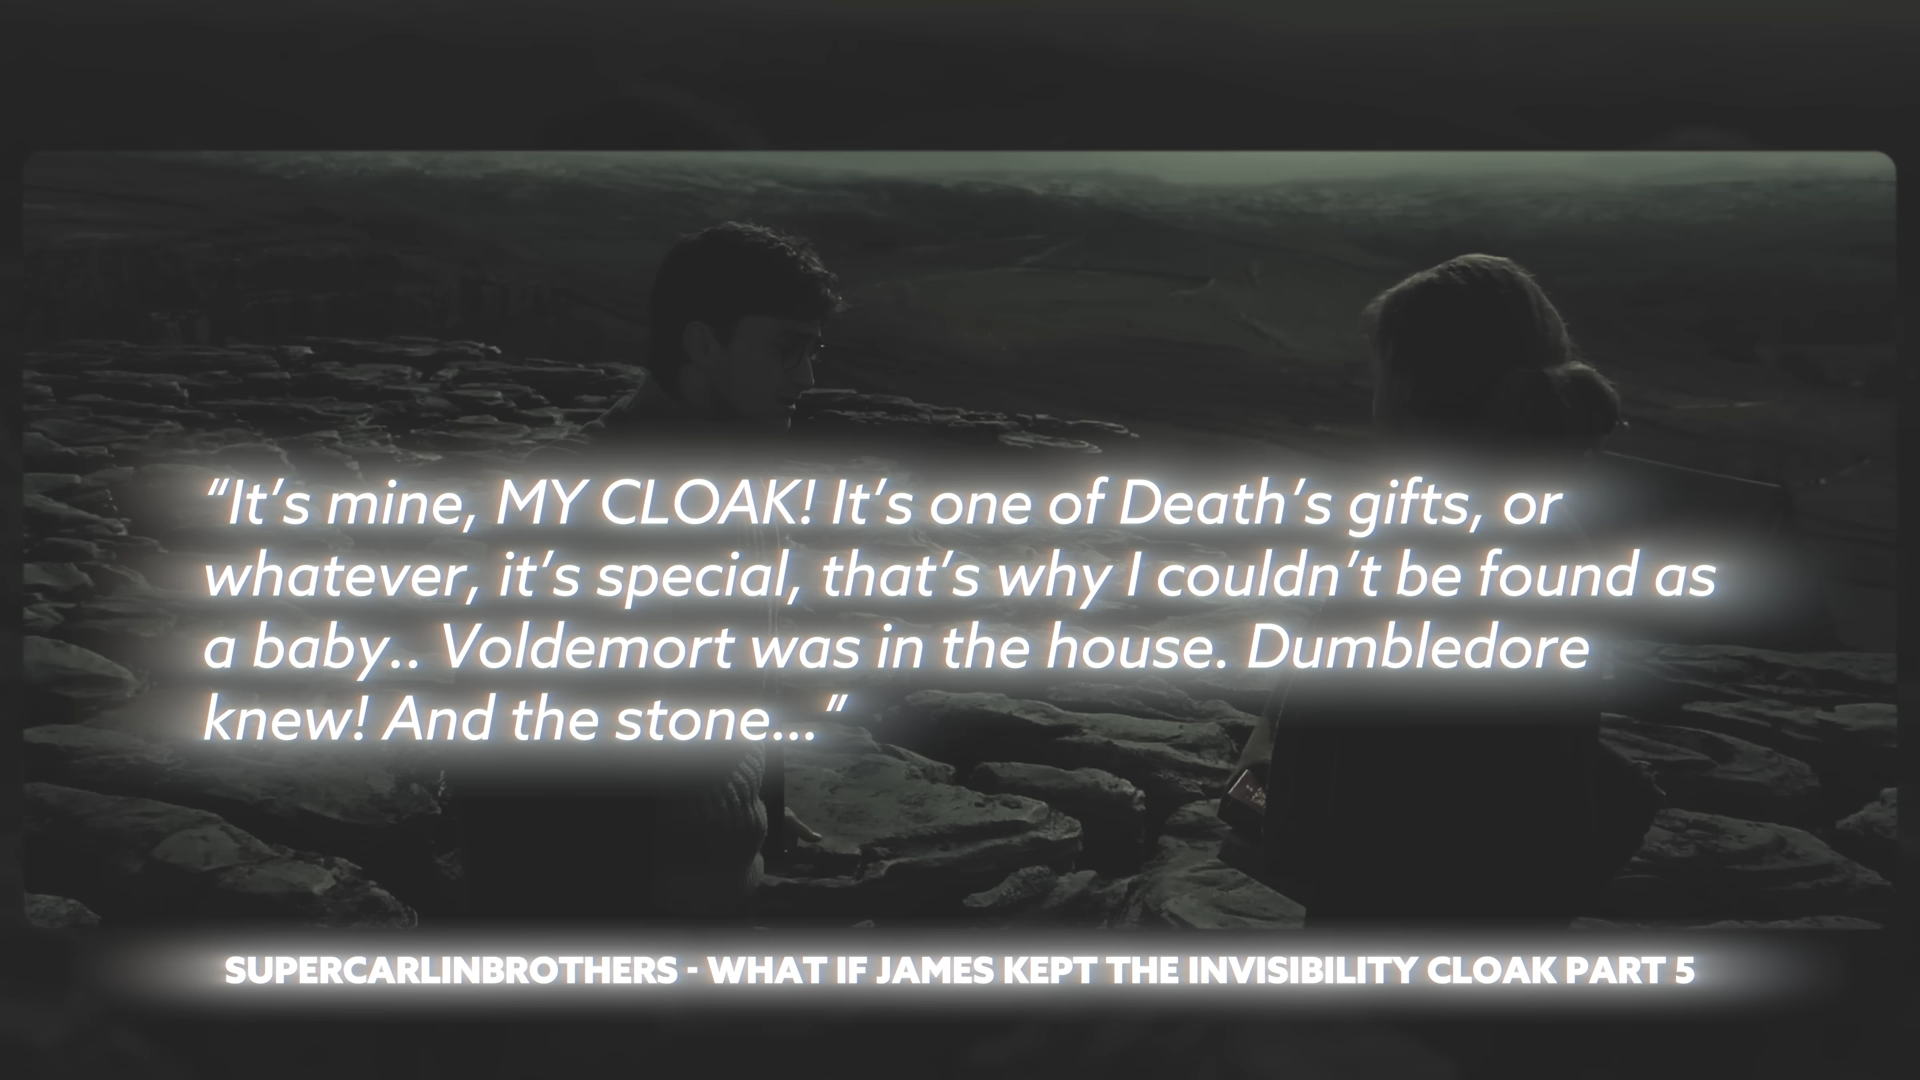 “It’s mine, MY CLOAK! It’s one of Death’s gifts, or
whatever, it’s special, that’s why I couldn’t be found as
a baby.. Voldemort was in the house. Dumbledore
knew! And the stone...”
SUPERCARLINBROTHERS - WHAT IF JAMES KEPT THE INVISIBILITY CLOAK PART 5